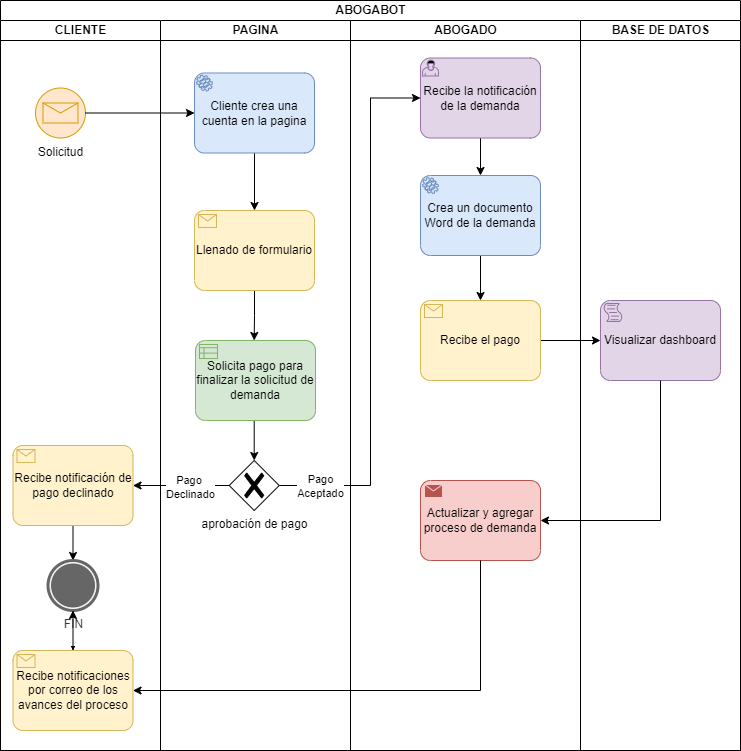 ABOGABOT
CLIENTE
PAGINA
ABOGADO
BASE DE DATOS
Solicitud
Cliente crea una
cuenta en la pagina
Llenado de formulario
Solicita pago para
finalizar la solicitud de
demanda
aprobación de pago
Pago
Declinado
Pago
Aceptado
Recibe notificación de
pago declinado
FIN
Recibe la notificación
de la demanda
Crea un documento
Word de la demanda
Recibe el pago
Visualizar dashboard
Actualizar y agregar
proceso de demanda
Recibe notificaciones
por correo de los
avances del proceso